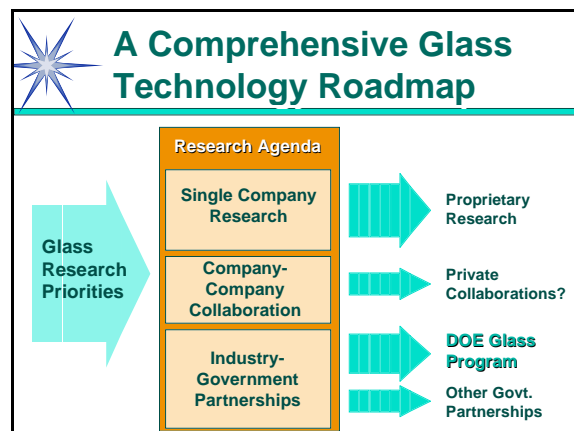 A Comprehensive Glass
Technology Roadmap
Research Agenda
Glass
Research
Priorities
Single Company
Research
Proprietary
Research
Company-
Company
Collaboration
Private
Collaborations?
Industry-
Government
Partnerships
DOE Glass
Program
Other Govt.
Partnerships